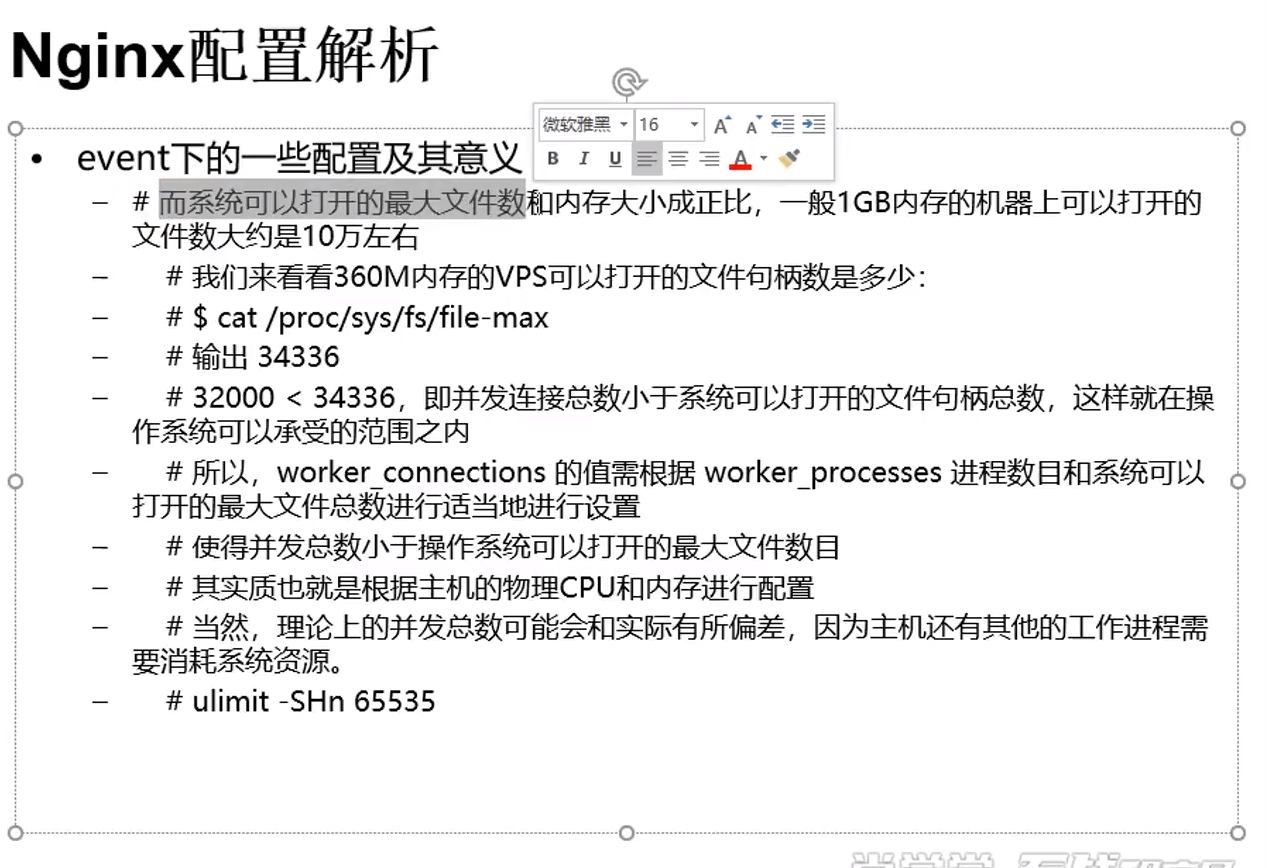 Nginx配置解析
微软雅黑 16
B I U A
• event下的一些配置及其意义
– # 而系统可以打开的最大文件数和内存大小成正比，一般1GB内存的机器上可以打开的
文件数大约是10万左右
– # 我们来看看360M内存的VPS可以打开的文件句柄数是多少：
– # $ cat /proc/sys/fs/file-max
– # 输出 34336
– # 32000 < 34336，即并发连接总数小于系统可以打开的文件句柄总数，这样就在操
作系统可以承受的范围之内
– # 所以，worker_connections 的值需根据 worker_processes 进程数目和系统可以
打开的最大文件总数进行适当地进行设置
– # 使得并发总数小于操作系统可以打开的最大文件数目
– # 其实质也就是根据主机的物理CPU和内存进行配置
– # 当然，理论上的并发总数可能会和实际有所偏差，因为主机还有其他的工作进程需
要消耗系统资源。
– # ulimit -SHn 65535